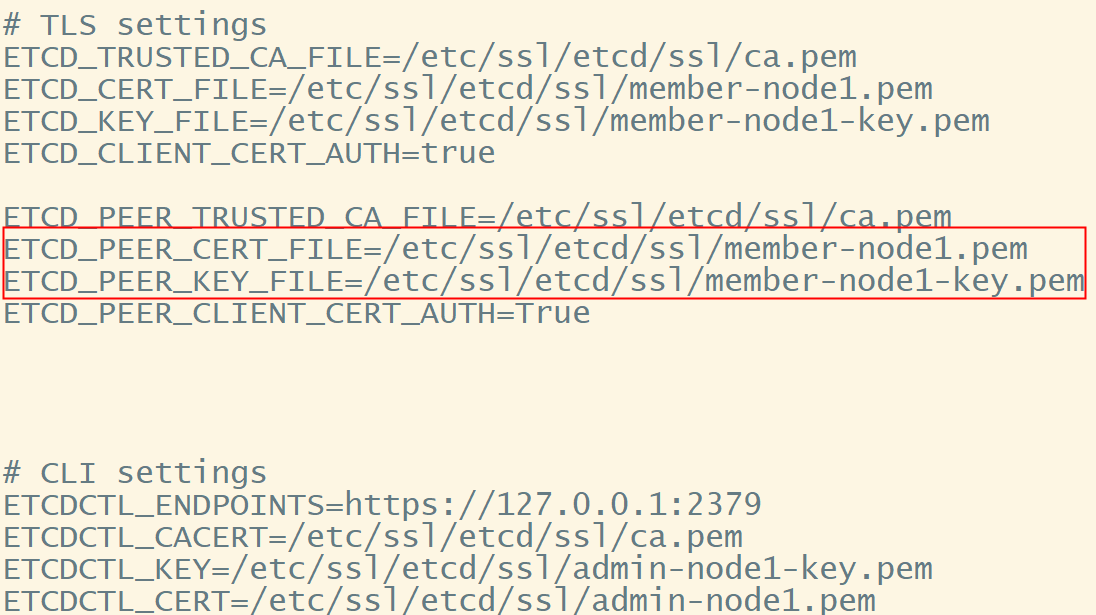 # TLS settings
ETCD_TRUSTED_CA_FILE=/etc/ssl/etcd/ssl/ca.pem
ETCD_CERT_FILE=/etc/ssl/etcd/ssl/member-node1.pem
ETCD_KEY_FILE=/etc/ssl/etcd/ssl/member-node1-key.pem
ETCD_CLIENT_CERT_AUTH=true
ETCD_PEER_TRUSTED_CA_FILE=/etc/ssl/etcd/ssl/ca.pem
ETCD_PEER_CERT_FILE=/etc/ssl/etcd/ssl/member-node1.pem
ETCD_PEER_KEY_FILE=/etc/ssl/etcd/ssl/member-node1-key.pem
ETCD_PEER_CLIENT_CERT_AUTH=True
# CLI settings
ETCDCTL_ENDPOINTS=https://127.0.0.1:2379
ETCDCTL_CACERT=/etc/ssl/etcd/ssl/ca.pem
ETCDCTL_KEY=/etc/ssl/etcd/ssl/admin-node1-key.pem
ETCDCTL_CERT=/etc/ssl/etcd/ssl/admin-node1.pem